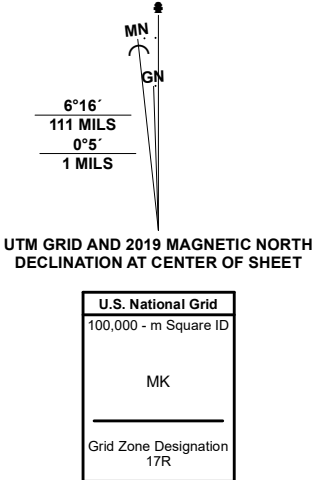 MN
GN
6°16´
111 MILS
0°5´
1 MILS
UTM GRID AND 2019 MAGNETIC NORTH
DECLINATION AT CENTER OF SHEET
U.S. National Grid
100,000 - m Square ID
MK
Grid Zone Designation
17R